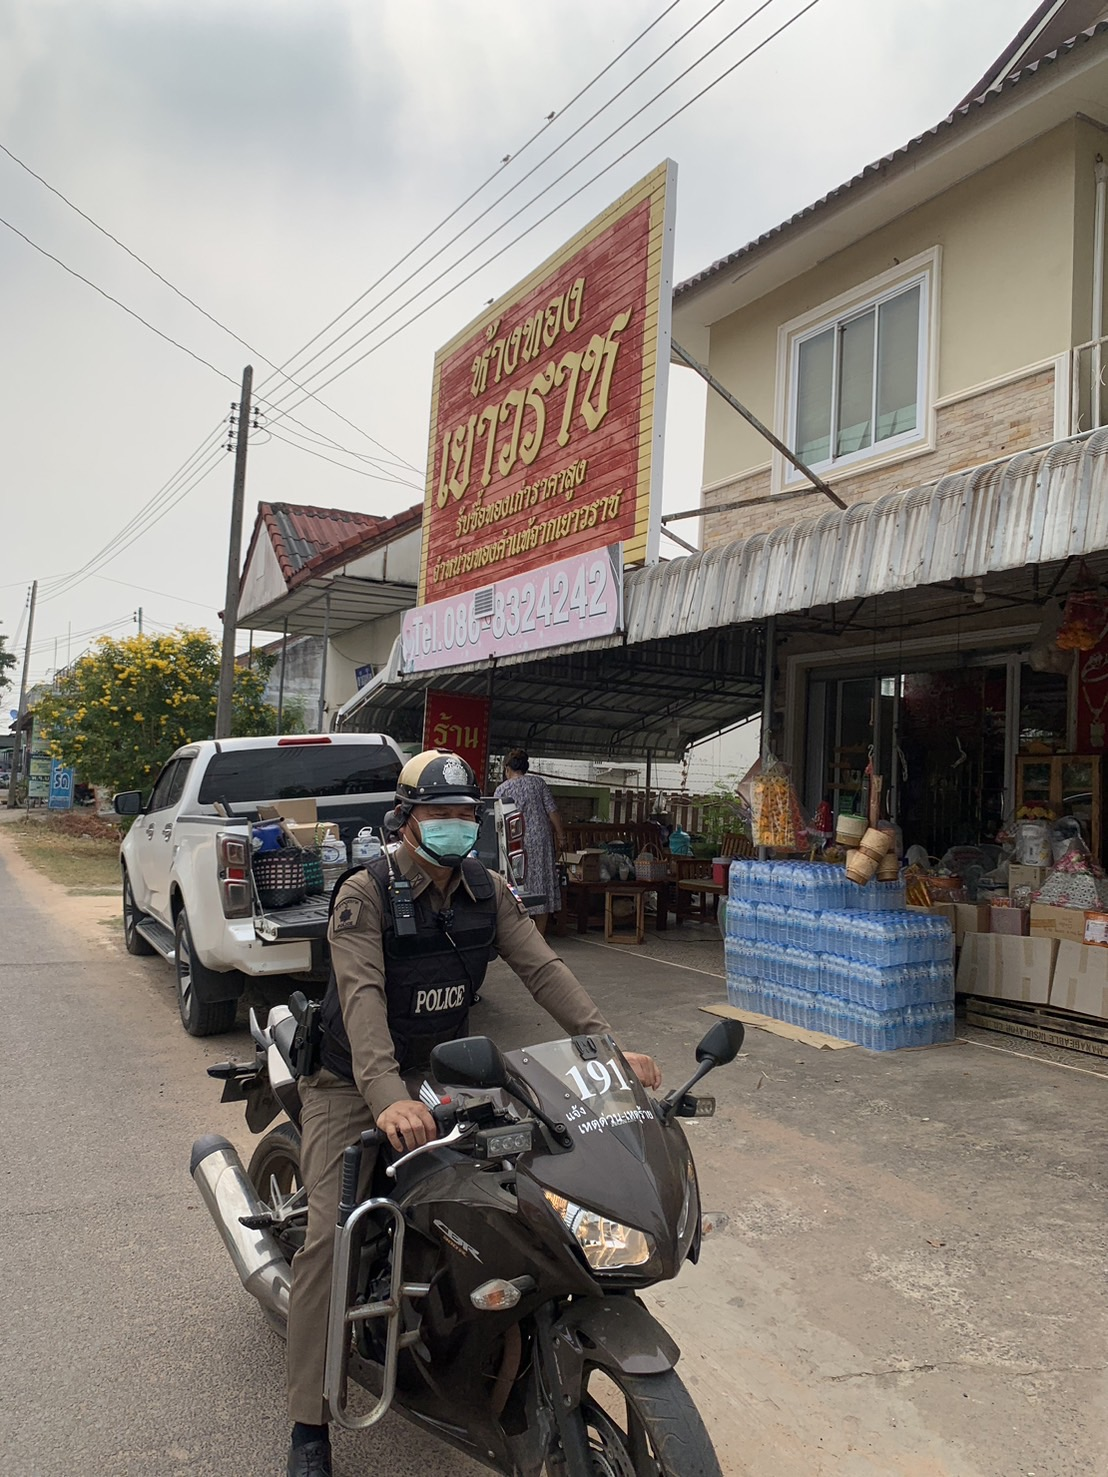 ห้างทอง
เยาวราช
รับซื้อทองเก่าราคาสูง
จำหน่ายทองคำแท้จากเยาวราช
Tel.086-8324242
ร้าน
POLICE
191
แจ้ง
เหตุด่วน-เหตุร้าย
CBR